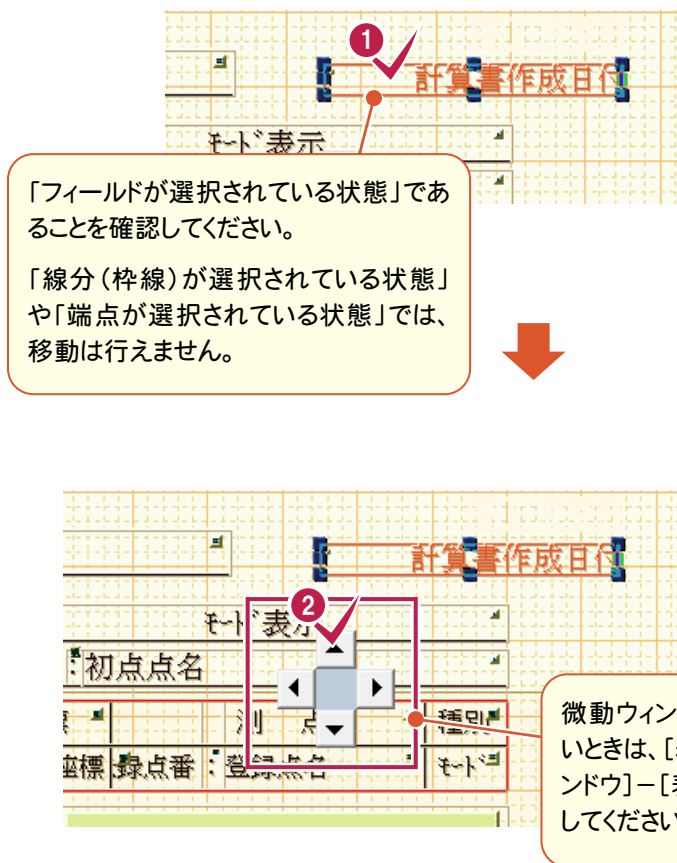 1
計算書作成日付
ﾓｰﾄﾞ表示
「フィールドが選択されている状態」であ
ることを確認してください。
「線分（枠線）が選択されている状態」
や「端点が選択されている状態」では、
移動は行えません。
計算書作成日付
2
ﾓｰﾄﾞ表示
初点点名
測 点
種別
座標
登録点名
ﾓｰﾄﾞ
微動ウィン
いときは、［
ンドウ］－［
してください